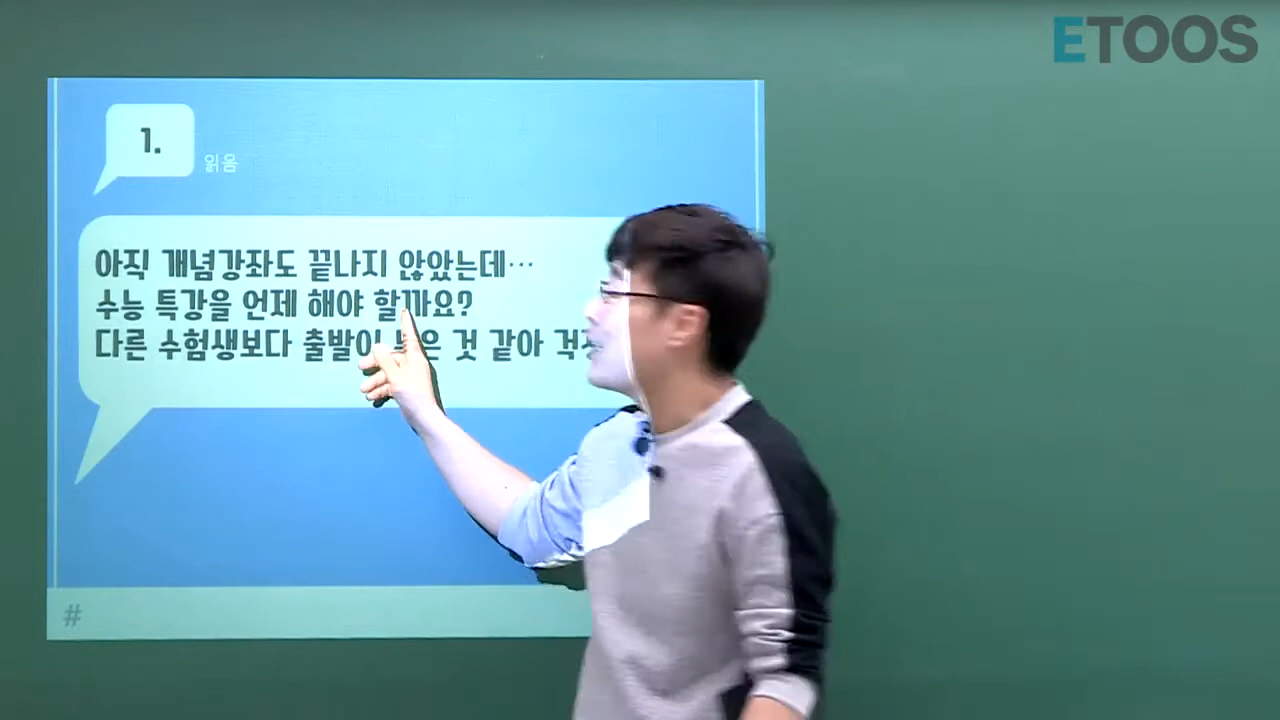 ETOOS
1.
읽음
아직 개념강좌도 끝나지 않았는데…
수능 특강을 언제 해야 할까요?
다른 수험생보다 출발이 것 같아
#